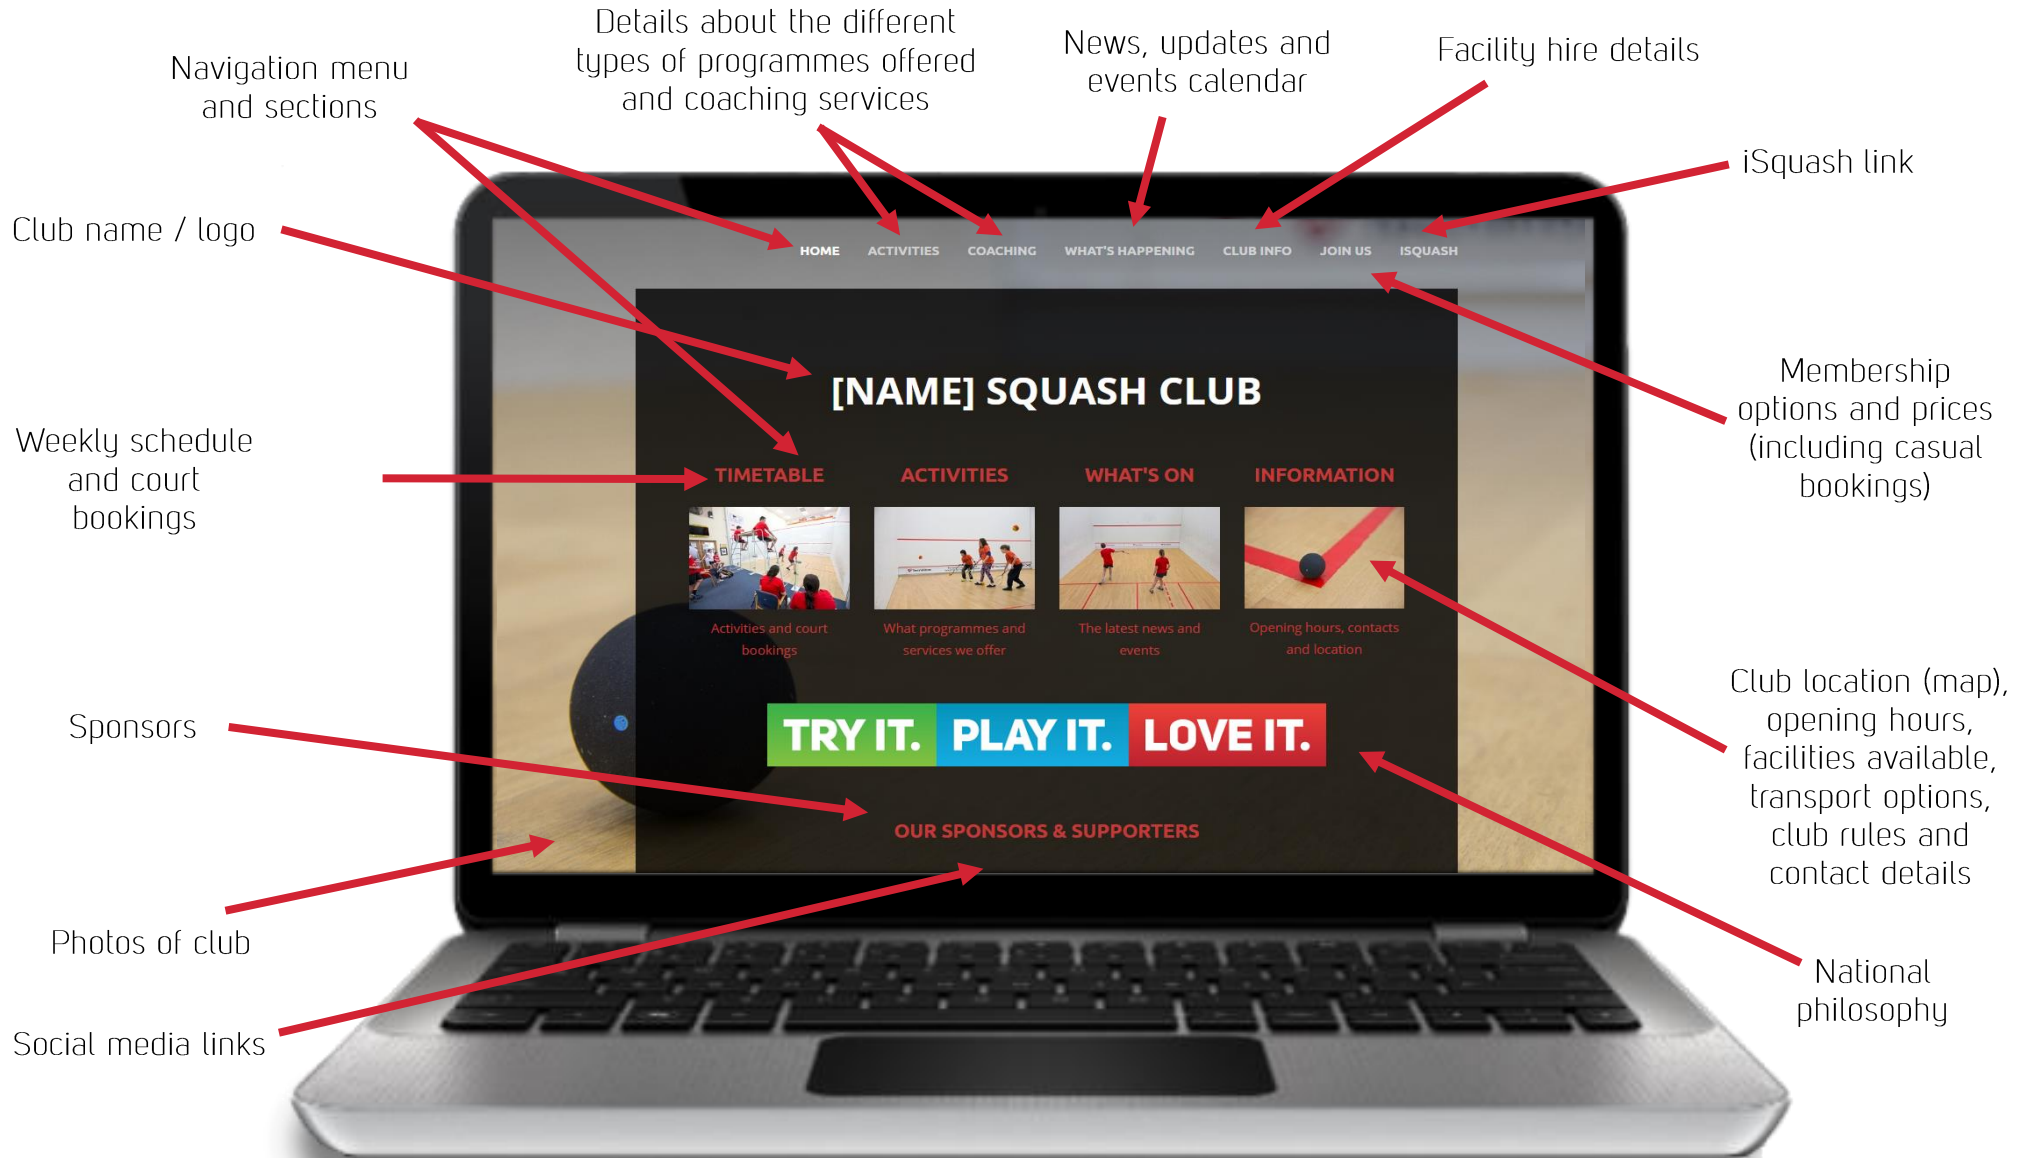 Details about the different
types of programmes offered
and coaching services
News, updates and
events calendar
Facility hire details
Navigation menu
and sections
iSquash link
Club name / logo
HOME ACTIVITIES COACHING WHAT'S HAPPENING CLUB INFO JOIN US ISQUASH
[NAME] SQUASH CLUB
Membership
options and prices
(including casual
bookings)
Weekly schedule
and court
bookings
TIMETABLE ACTIVITIES WHAT'S ON INFORMATION
Activities and court
bookings
What programmes and
services we offer
The latest news and
events
Opening hours, contacts
and location
Club location (map),
opening hours,
facilities available,
transport options,
club rules and
contact details
Sponsors
TRY IT. PLAY IT. LOVE IT.
OUR SPONSORS & SUPPORTERS
Photos of club
National
philosophy
Social media links